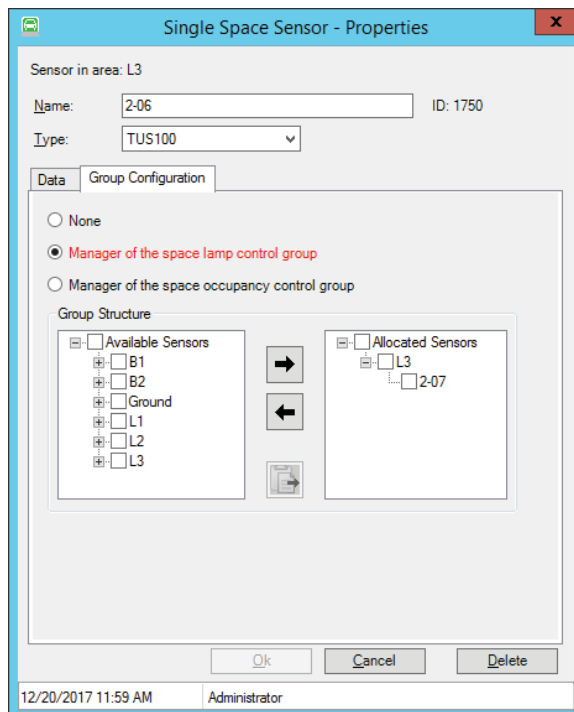 Single Space Sensor - Properties
x
Sensor in area: L3
Name: 2-06 ID: 1750
Type: TUS100
Data Group Configuration
None
Manager of the space lamp control group
Manager of the space occupancy control group
Group Structure
Available Sensors
B1
B2
Ground
L1
L2
L3
Allocated Sensors
L3
2-07
Ok Cancel Delete
12/20/2017 11:59 AM Administrator